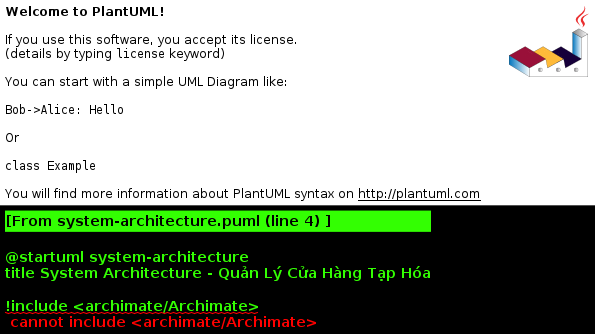 Welcome to PlantUML!
If you use this software, you accept its license.
(details by typing license keyword)
You can start with a simple UML Diagram like:
Bob->Alice: Hello
Or
class Example
You will find more information about PlantUML syntax on http://plantuml.com
[From system-architecture.puml (line 4) ]
@startuml system-architecture
title System Architecture - Quản Lý Cửa Hàng Tạp Hóa
!include <archimate/Archimate>
cannot include <archimate/Archimate>